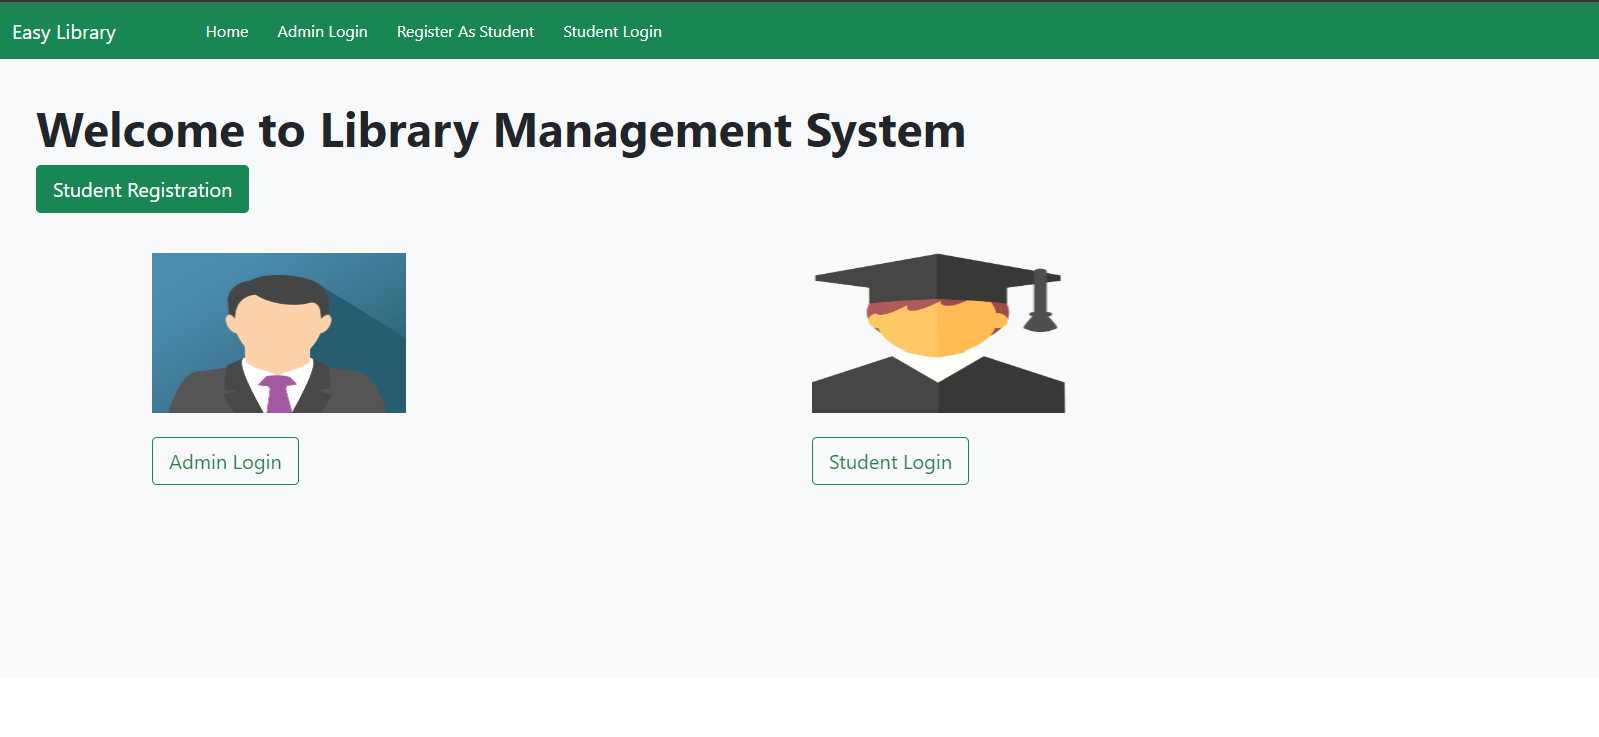 Easy Library Home Admin Login Register As Student Student Login
Welcome to Library Management System
Student Registration
Admin Login
Student Login